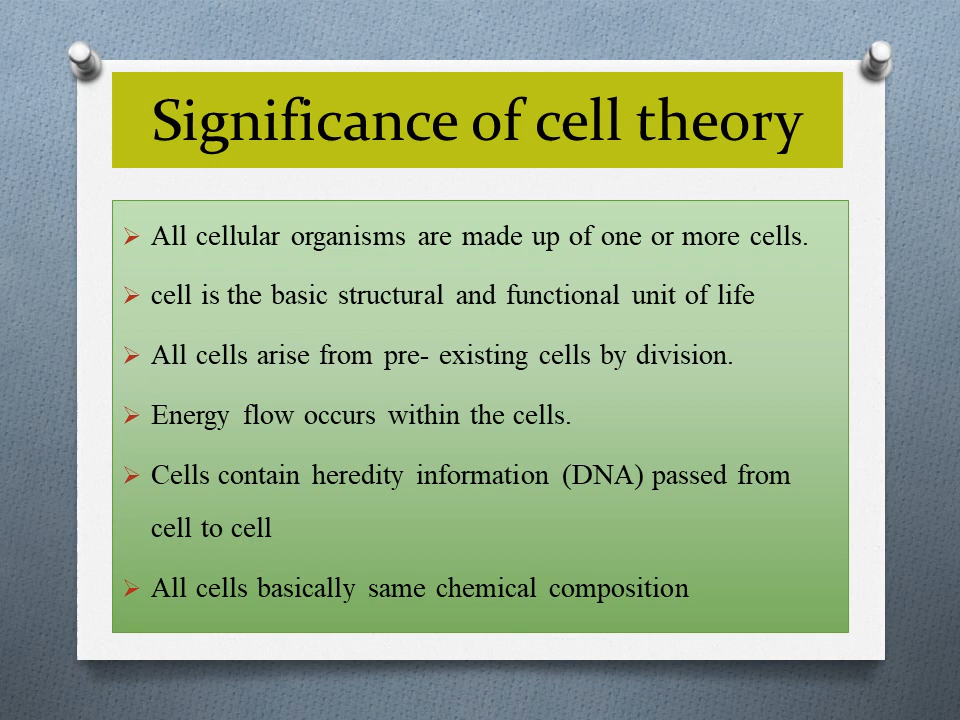 Significance of cell theory
All cellular organisms are made up of one or more cells.
cell is the basic structural and functional unit of life
All cells arise from pre- existing cells by division.
Energy flow occurs within the cells.
Cells contain heredity information (DNA) passed from
cell to cell
All cells basically same chemical composition